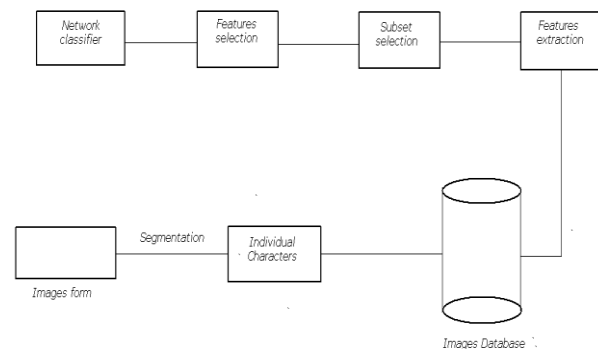 Network
classifier
Features
selection
Subset
selection
Features
extraction
Segmentation
Individual
Characters
Images form
Images Database